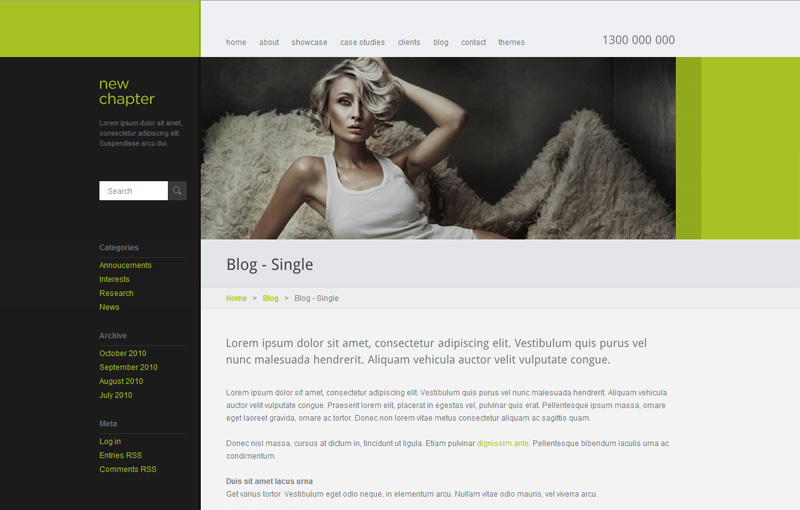 home about showcase case studies clients blog contact themes
1300 000 000
new
chapter
Lorem ipsum dolor sit amet,
consectetur adipiscing elit.
Suspendisse arcu dui.
Search
Categories
Annoucements
Interests
Research
News
Archive
October 2010
September 2010
August 2010
July 2010
Meta
Log in
Entries RSS
Comments RSS
Blog - Single
Home > Blog > Blog - Single
Lorem ipsum dolor sit amet, consectetur adipiscing elit. Vestibulum quis purus vel
nunc malesuada hendrerit. Aliquam vehicula auctor velit vulputate congue.
Lorem ipsum dolor sit amet, consectetur adipiscing elit. Vestibulum quis purus vel nunc malesuada hendrerit. Aliquam vehicula
auctor velit vulputate congue. Praesent lorem elit, placerat in egestas vel, pulvinar quis erat. Pellentesque ipsum massa, ornare
eget laoreet gravida, ornare ac tortor. Donec non lorem vitae metus consectetur aliquam ac sagittis quam.
Donec nisl massa, cursus at dictum in, tincidunt ut ligula. Etiam pulvinar dignissim ante. Pellentesque bibendum iaculis urna ac
condimentum.
Duis sit amet lacus urna
Get varius tortor. Vestibulum eget odio neque, in elementum arcu. Nullam vitae odio mauris, vel viverra arcu.